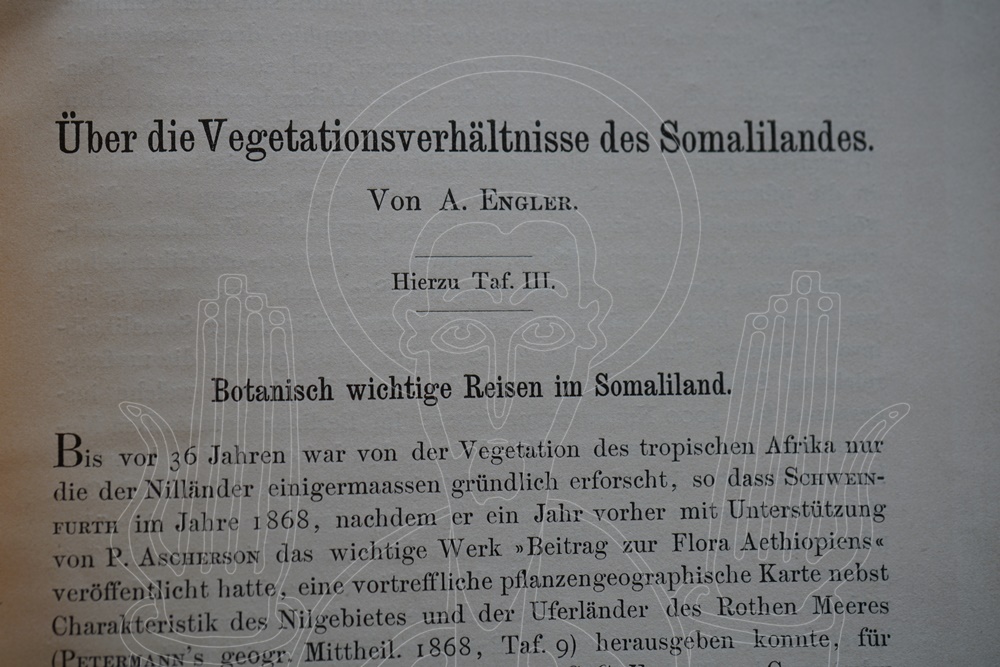 Über die Vegetationsverhältnisse des Somalilandes.
Von A. Engler.
Hierzu Taf. III.
Botanisch wichtige Reisen im Somaliland.
Bis vor 36 Jahren war von der Vegetation des tropischen Afrika nur
die der Nilländer einigermaassen gründlich erforscht, so dass Schwein-
furth im Jahre 1868, nachdem er ein Jahr vorher mit Unterstützung
von P. Ascherson das wichtige Werk »Beitrag zur Flora Aethiopiens«
veröffentlicht hatte, eine vortreffliche pflanzengeographische Karte nebst
Charakteristik des Nilgebietes und der Uferländer des Rothen Meeres
(Petermann's geogr. Mittheil. 1868, Taf. 9) herausgeben konnte, für